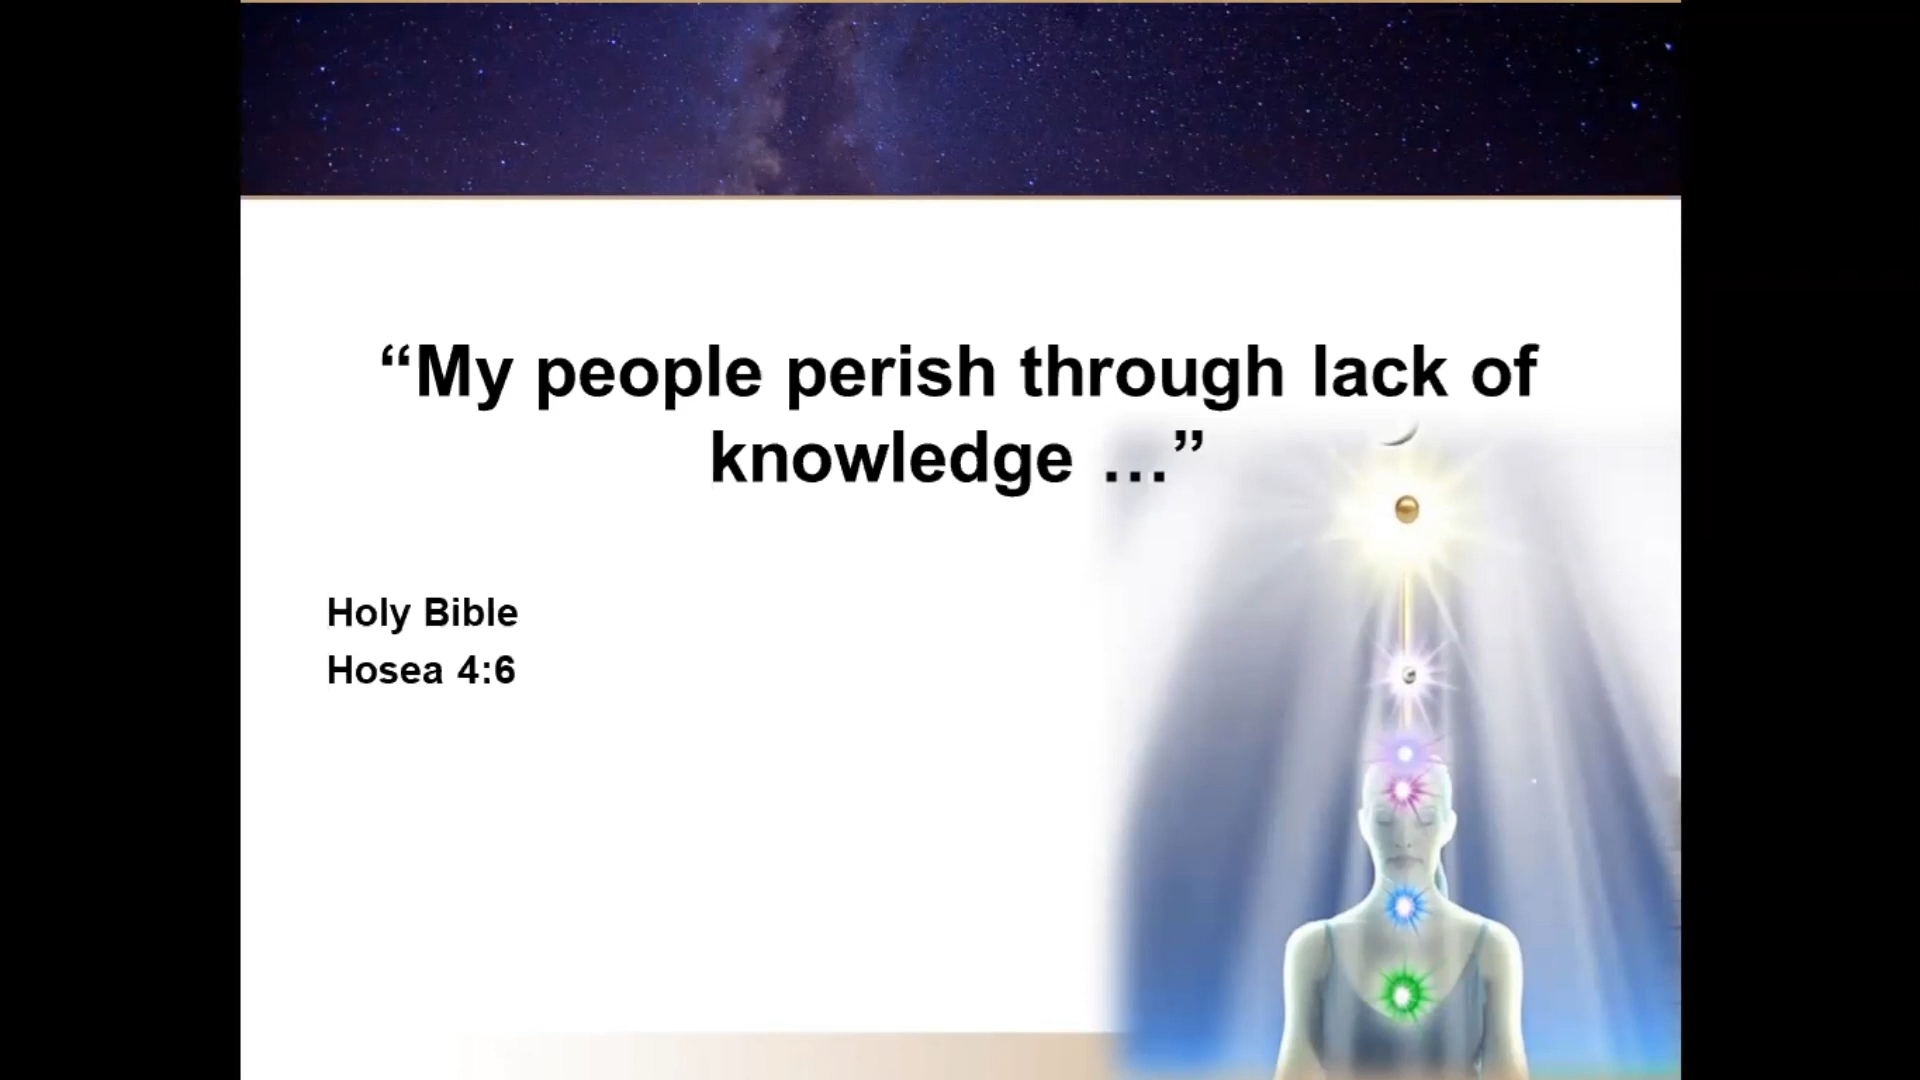 “My people perish through lack of
knowledge …”
Holy Bible
Hosea 4:6